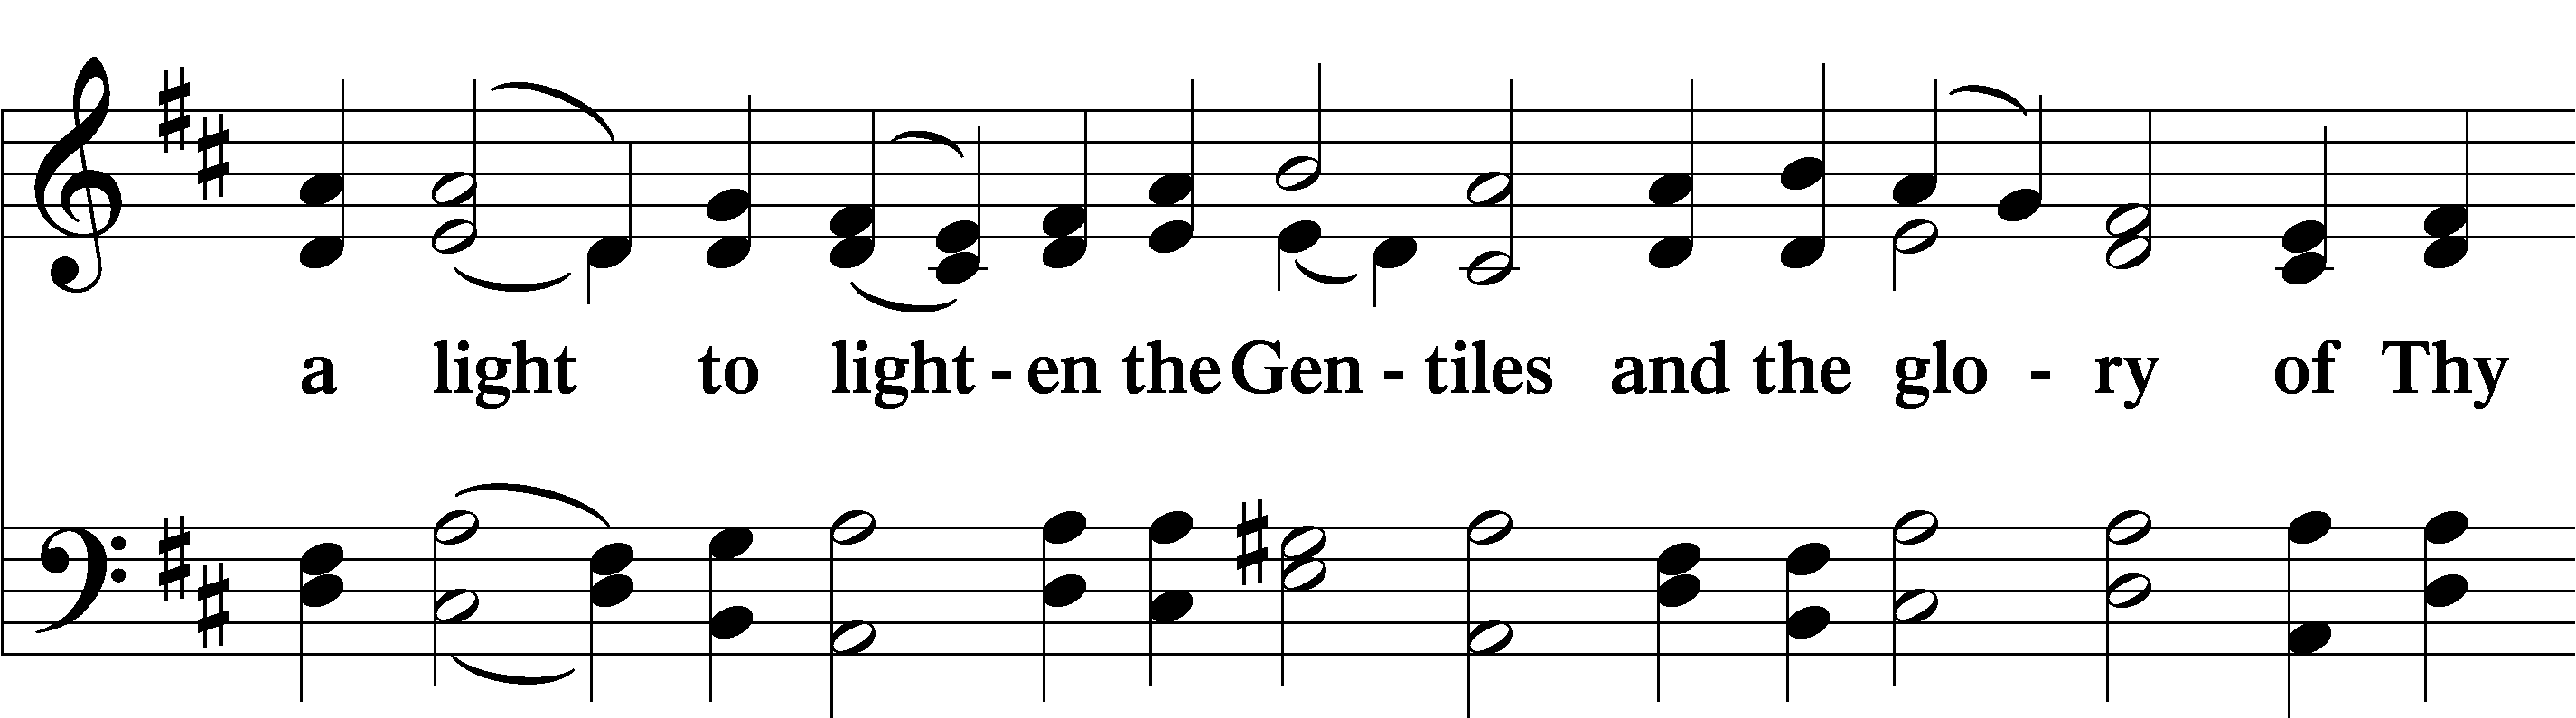 a light to light - en the Gen - tiles and the glo - ry of Thy